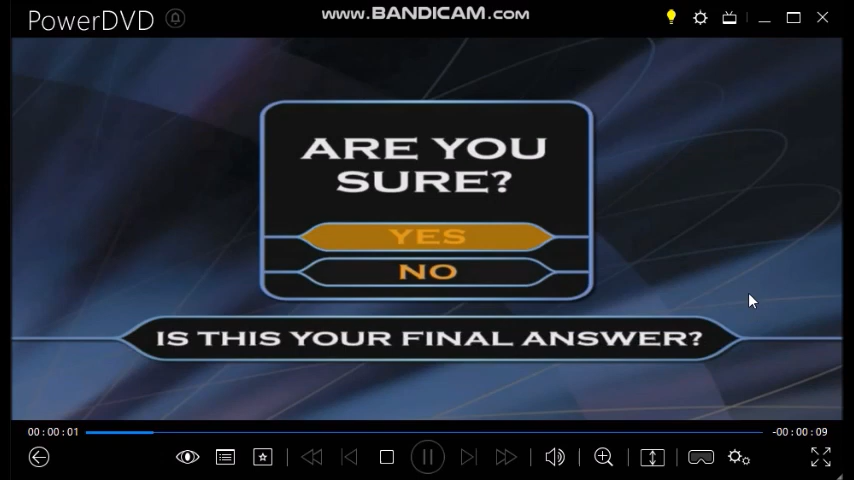 PowerDVD
www.BANDICAM.com
ARE YOU
SURE?
YES
NO
IS THIS YOUR FINAL ANSWER?
00:00:01
-00:00:09